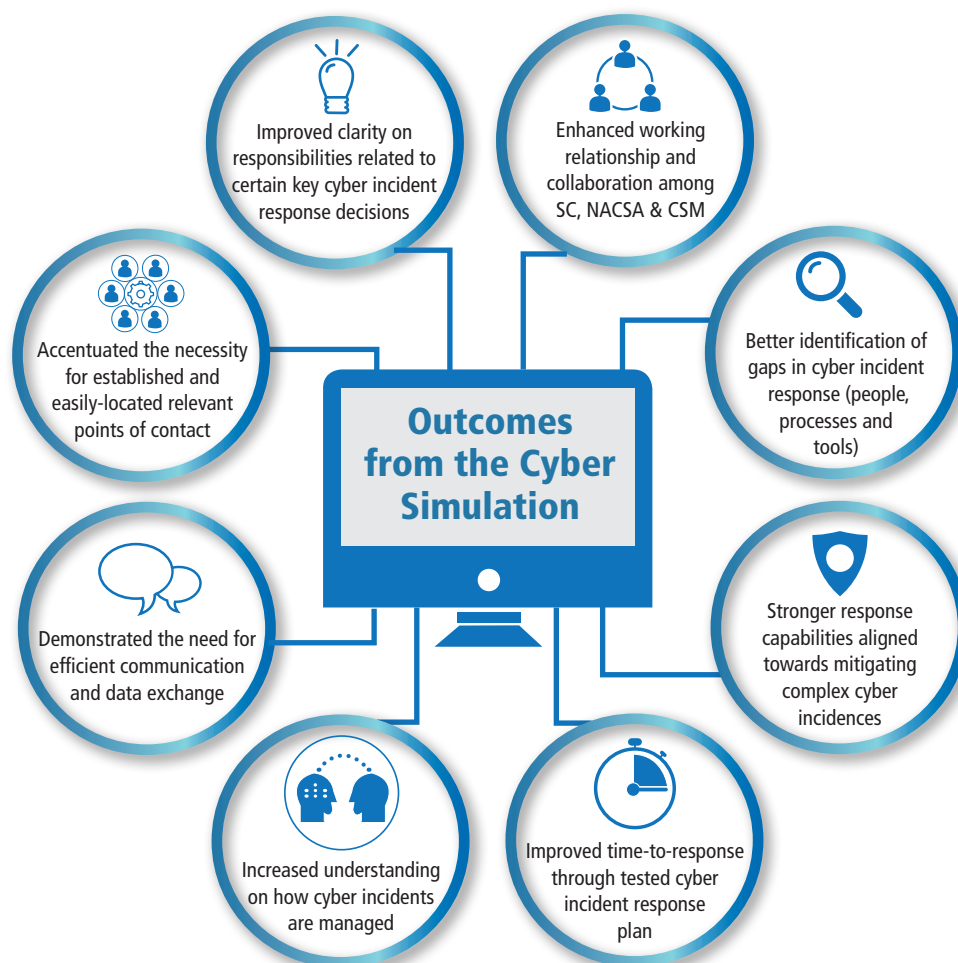 Improved clarity on
responsibilities related to
certain key cyber incident
response decisions
Enhanced working
relationship and
collaboration among
SC, NACSA & CSM
Accentuated the necessity
for established and
easily-located relevant
points of contact
Outcomes
from the Cyber
Simulation
Better identification of
gaps in cyber incident
response (people,
processes and
tools)
Demonstrated the need for
efficient communication
and data exchange
Stronger response
capabilities aligned
towards mitigating
complex cyber
incidences
Increased understanding
on how cyber incidents
are managed
Improved time-to-response
through tested cyber
incident response
plan